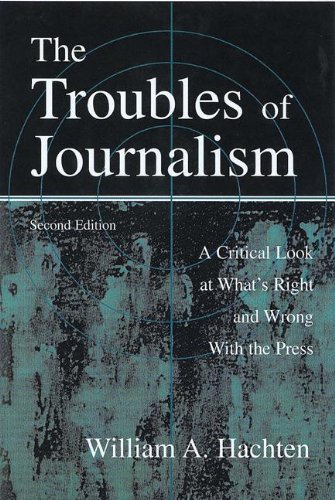 The
Troubles of
Journalism
Second Edition
A Critical Look
at What's Right
and Wrong
With the Press
William A. Hachten